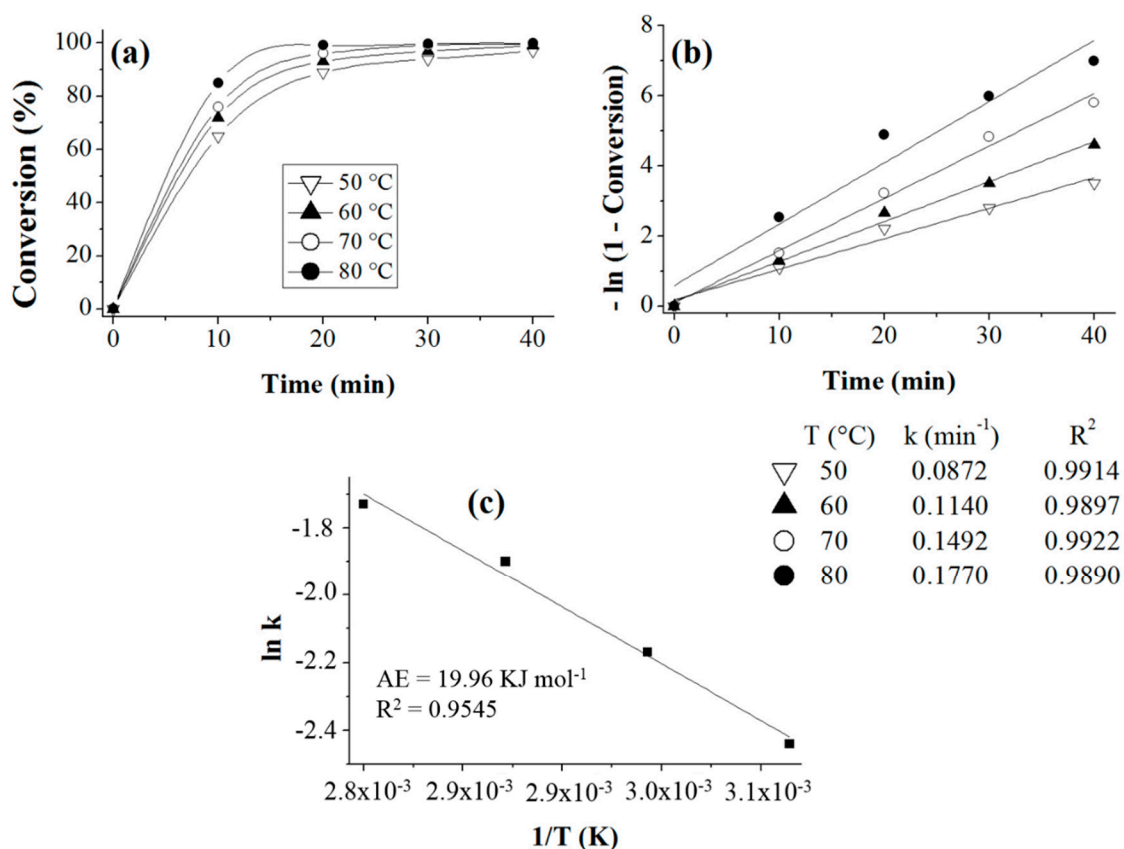 (a)
100
80
60
40
20
0
Conversion (%)
0 10 20 30 40
Time (min)
50 °C
60 °C
70 °C
80 °C
(b)
8
6
4
2
0
- ln (1 - Conversion)
0 10 20 30 40
Time (min)
T (°C) k (min⁻¹) R²
50 0.0872 0.9914
60 0.1140 0.9897
70 0.1492 0.9922
80 0.1770 0.9890
(c)
-1.8
-2.0
-2.2
-2.4
ln k
AE = 19.96 KJ mol⁻¹
R² = 0.9545
2.8x10⁻³ 2.9x10⁻³ 2.9x10⁻³ 3.0x10⁻³ 3.1x10⁻³
1/T (K)